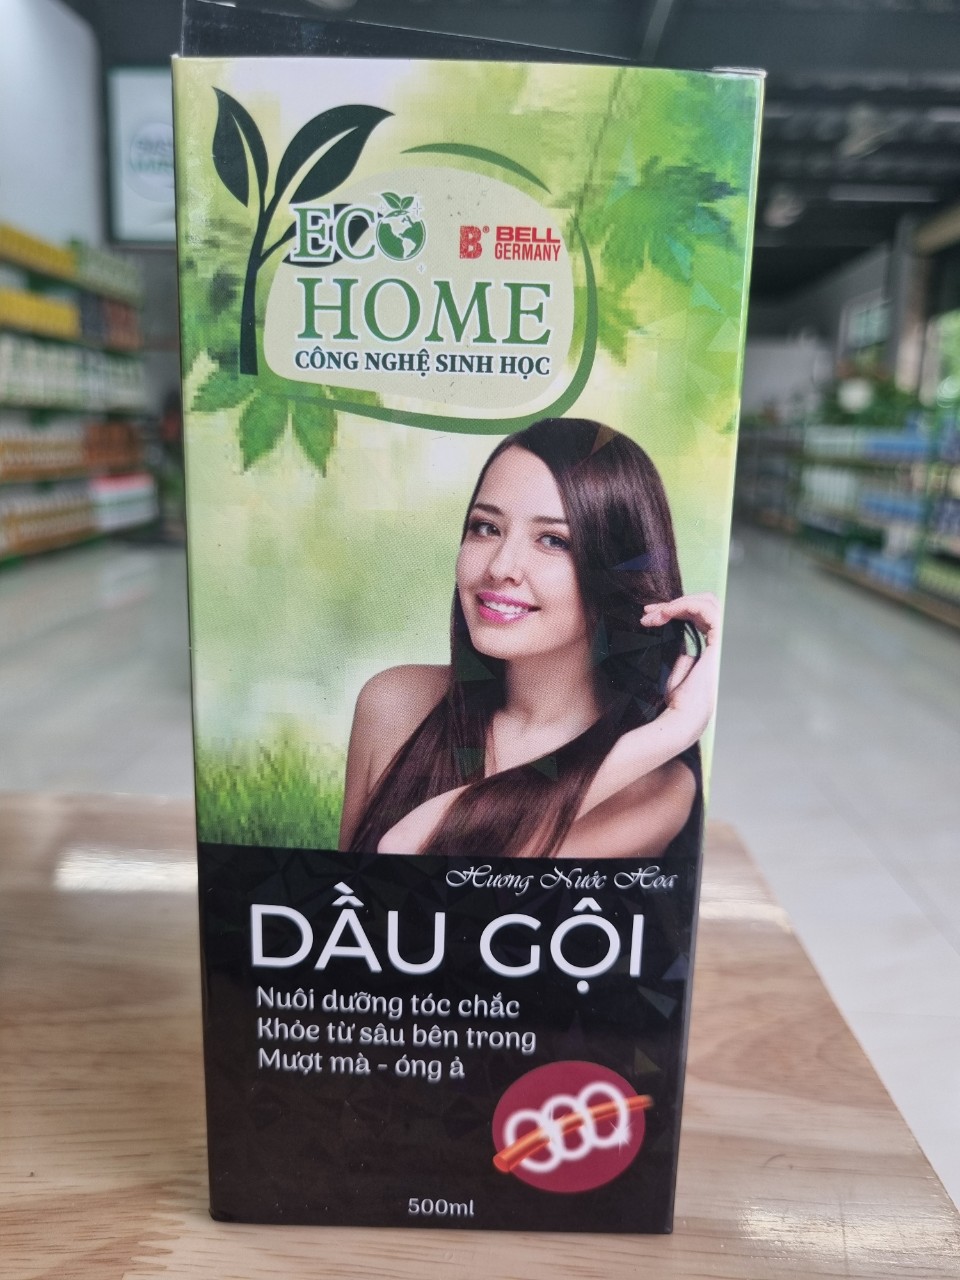 ECO
B® BELL
GERMANY
HOME
CÔNG NGHỆ SINH HỌC
Hương Nước Hoa
DẦU GỘI
Nuôi dưỡng tóc chắc
Khỏe từ sâu bên trong
Mượt mà - óng ả
500ml